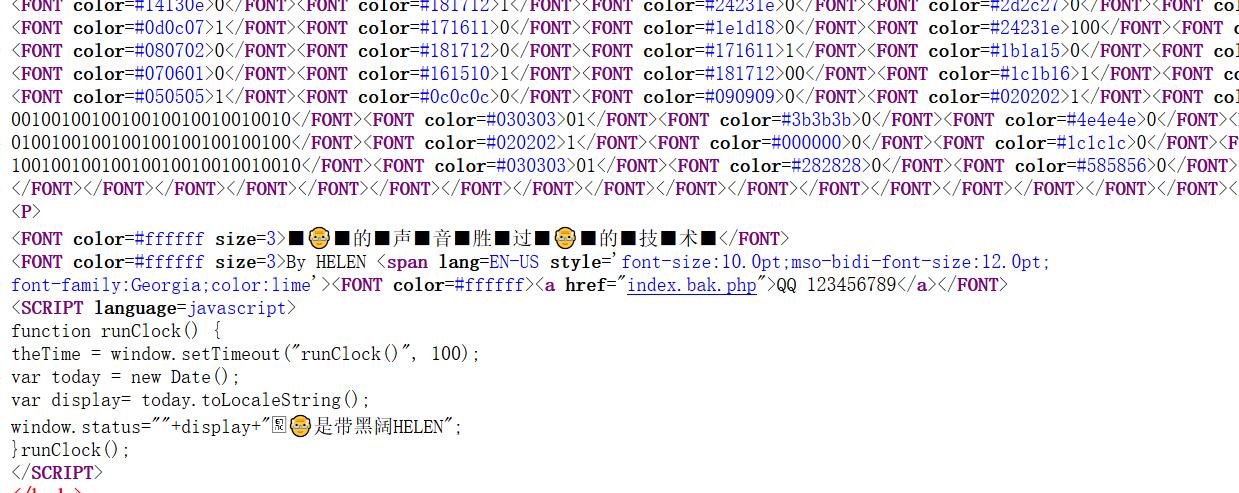 <FONT color=#14130e>0</FONT><FONT color=#181712>1</FONT><FONT color=#24231e>0</FONT><FONT color=#2d2c27>0</FONT><FONT col
<FONT color=#0d0c07>1</FONT><FONT color=#171611>0</FONT><FONT color=#1e1d18>0</FONT><FONT color=#24231e>100</FONT><FONT c
<FONT color=#080702>0</FONT><FONT color=#181712>0</FONT><FONT color=#171611>1</FONT><FONT color=#1b1a15>0</FONT><FONT col
<FONT color=#070601>0</FONT><FONT color=#161510>1</FONT><FONT color=#181712>00</FONT><FONT color=#1c1b16>1</FONT><FONT co
<FONT color=#050505>1</FONT><FONT color=#0c0c0c>0</FONT><FONT color=#090909>0</FONT><FONT color=#020202>1</FONT><FONT col
001001001001001001001001001010</FONT><FONT color=#030303>01</FONT><FONT color=#3b3b3b>0</FONT><FONT color=#4e4e4e>0</FONT><
010010010010010010010010010100</FONT><FONT color=#020202>1</FONT><FONT color=#000000>0</FONT><FONT color=#1c1c1c>0</FONT><F
10010010010010010010010010010010</FONT><FONT color=#030303>01</FONT><FONT color=#282828>0</FONT><FONT color=#585856>0</FONT>
</FONT></FONT></FONT></FONT></FONT></FONT></FONT></FONT></FONT></FONT></FONT></FONT></FONT></FONT></FONT></FONT></F
<P>
<FONT color=#ffffff size=3>■🤓■的■声■音■胜■过■🤓■的■技■术■</FONT>
<FONT color=#ffffff size=3>By HELEN <span lang=EN-US style='font-size:10.0pt;mso-bidi-font-size:12.0pt;
font-family:Georgia;color:lime'><FONT color=#ffffff><a href="index.bak.php">QQ 123456789</a></FONT>
<SCRIPT language=javascript>
function runClock() {
theTime = window.setTimeout("runClock()", 100);
var today = new Date();
var display= today.toLocaleString();
window.status=""+display+"🤓是带黑阔HELEN";
}runClock();
</SCRIPT>